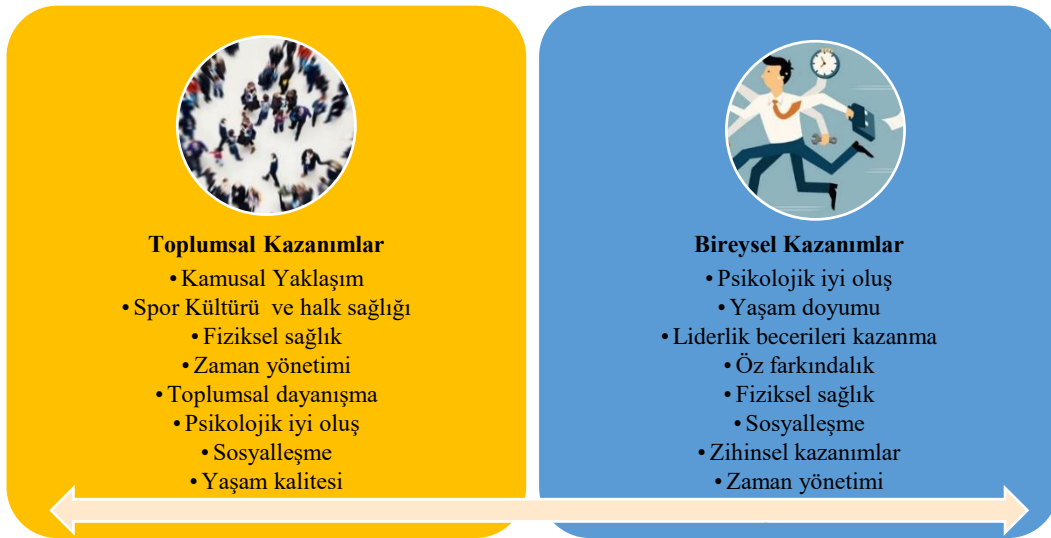 Toplumsal Kazanımlar
• Kamusal Yaklaşım
• Spor Kültürü ve halk sağlığı
• Fiziksel sağlık
• Zaman yönetimi
• Toplumsal dayanışma
• Psikolojik iyi oluş
• Sosyalleşme
• Yaşam kalitesi
Bireysel Kazanımlar
• Psikolojik iyi oluş
• Yaşam doyumu
• Liderlik becerileri kazanma
• Öz farkındalık
• Fiziksel sağlık
• Sosyalleşme
• Zihinsel kazanımlar
• Zaman yönetimi